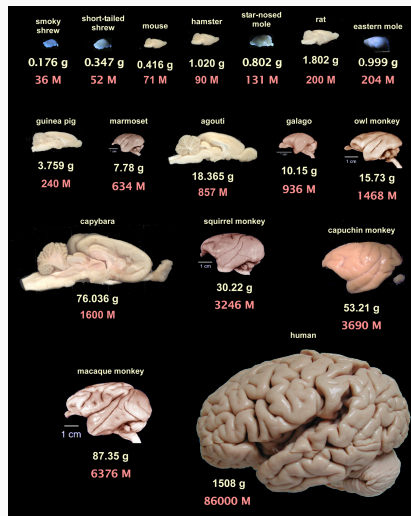 smoky shrew
short-tailed shrew
mouse
hamster
star-nosed mole
rat
eastern mole
0.176 g
0.347 g
0.416 g
1.020 g
0.802 g
1.802 g
0.999 g
36 M
52 M
71 M
90 M
131 M
200 M
204 M
guinea pig
marmoset
agouti
galago
owl monkey
1 cm
3.759 g
7.78 g
18.365 g
10.15 g
15.73 g
240 M
634 M
857 M
936 M
1468 M
capybara
squirrel monkey
capuchin monkey
1 cm
76.036 g
30.22 g
53.21 g
1600 M
3246 M
3690 M
human
macaque monkey
1 cm
87.35 g
6376 M
1508 g
86000 M